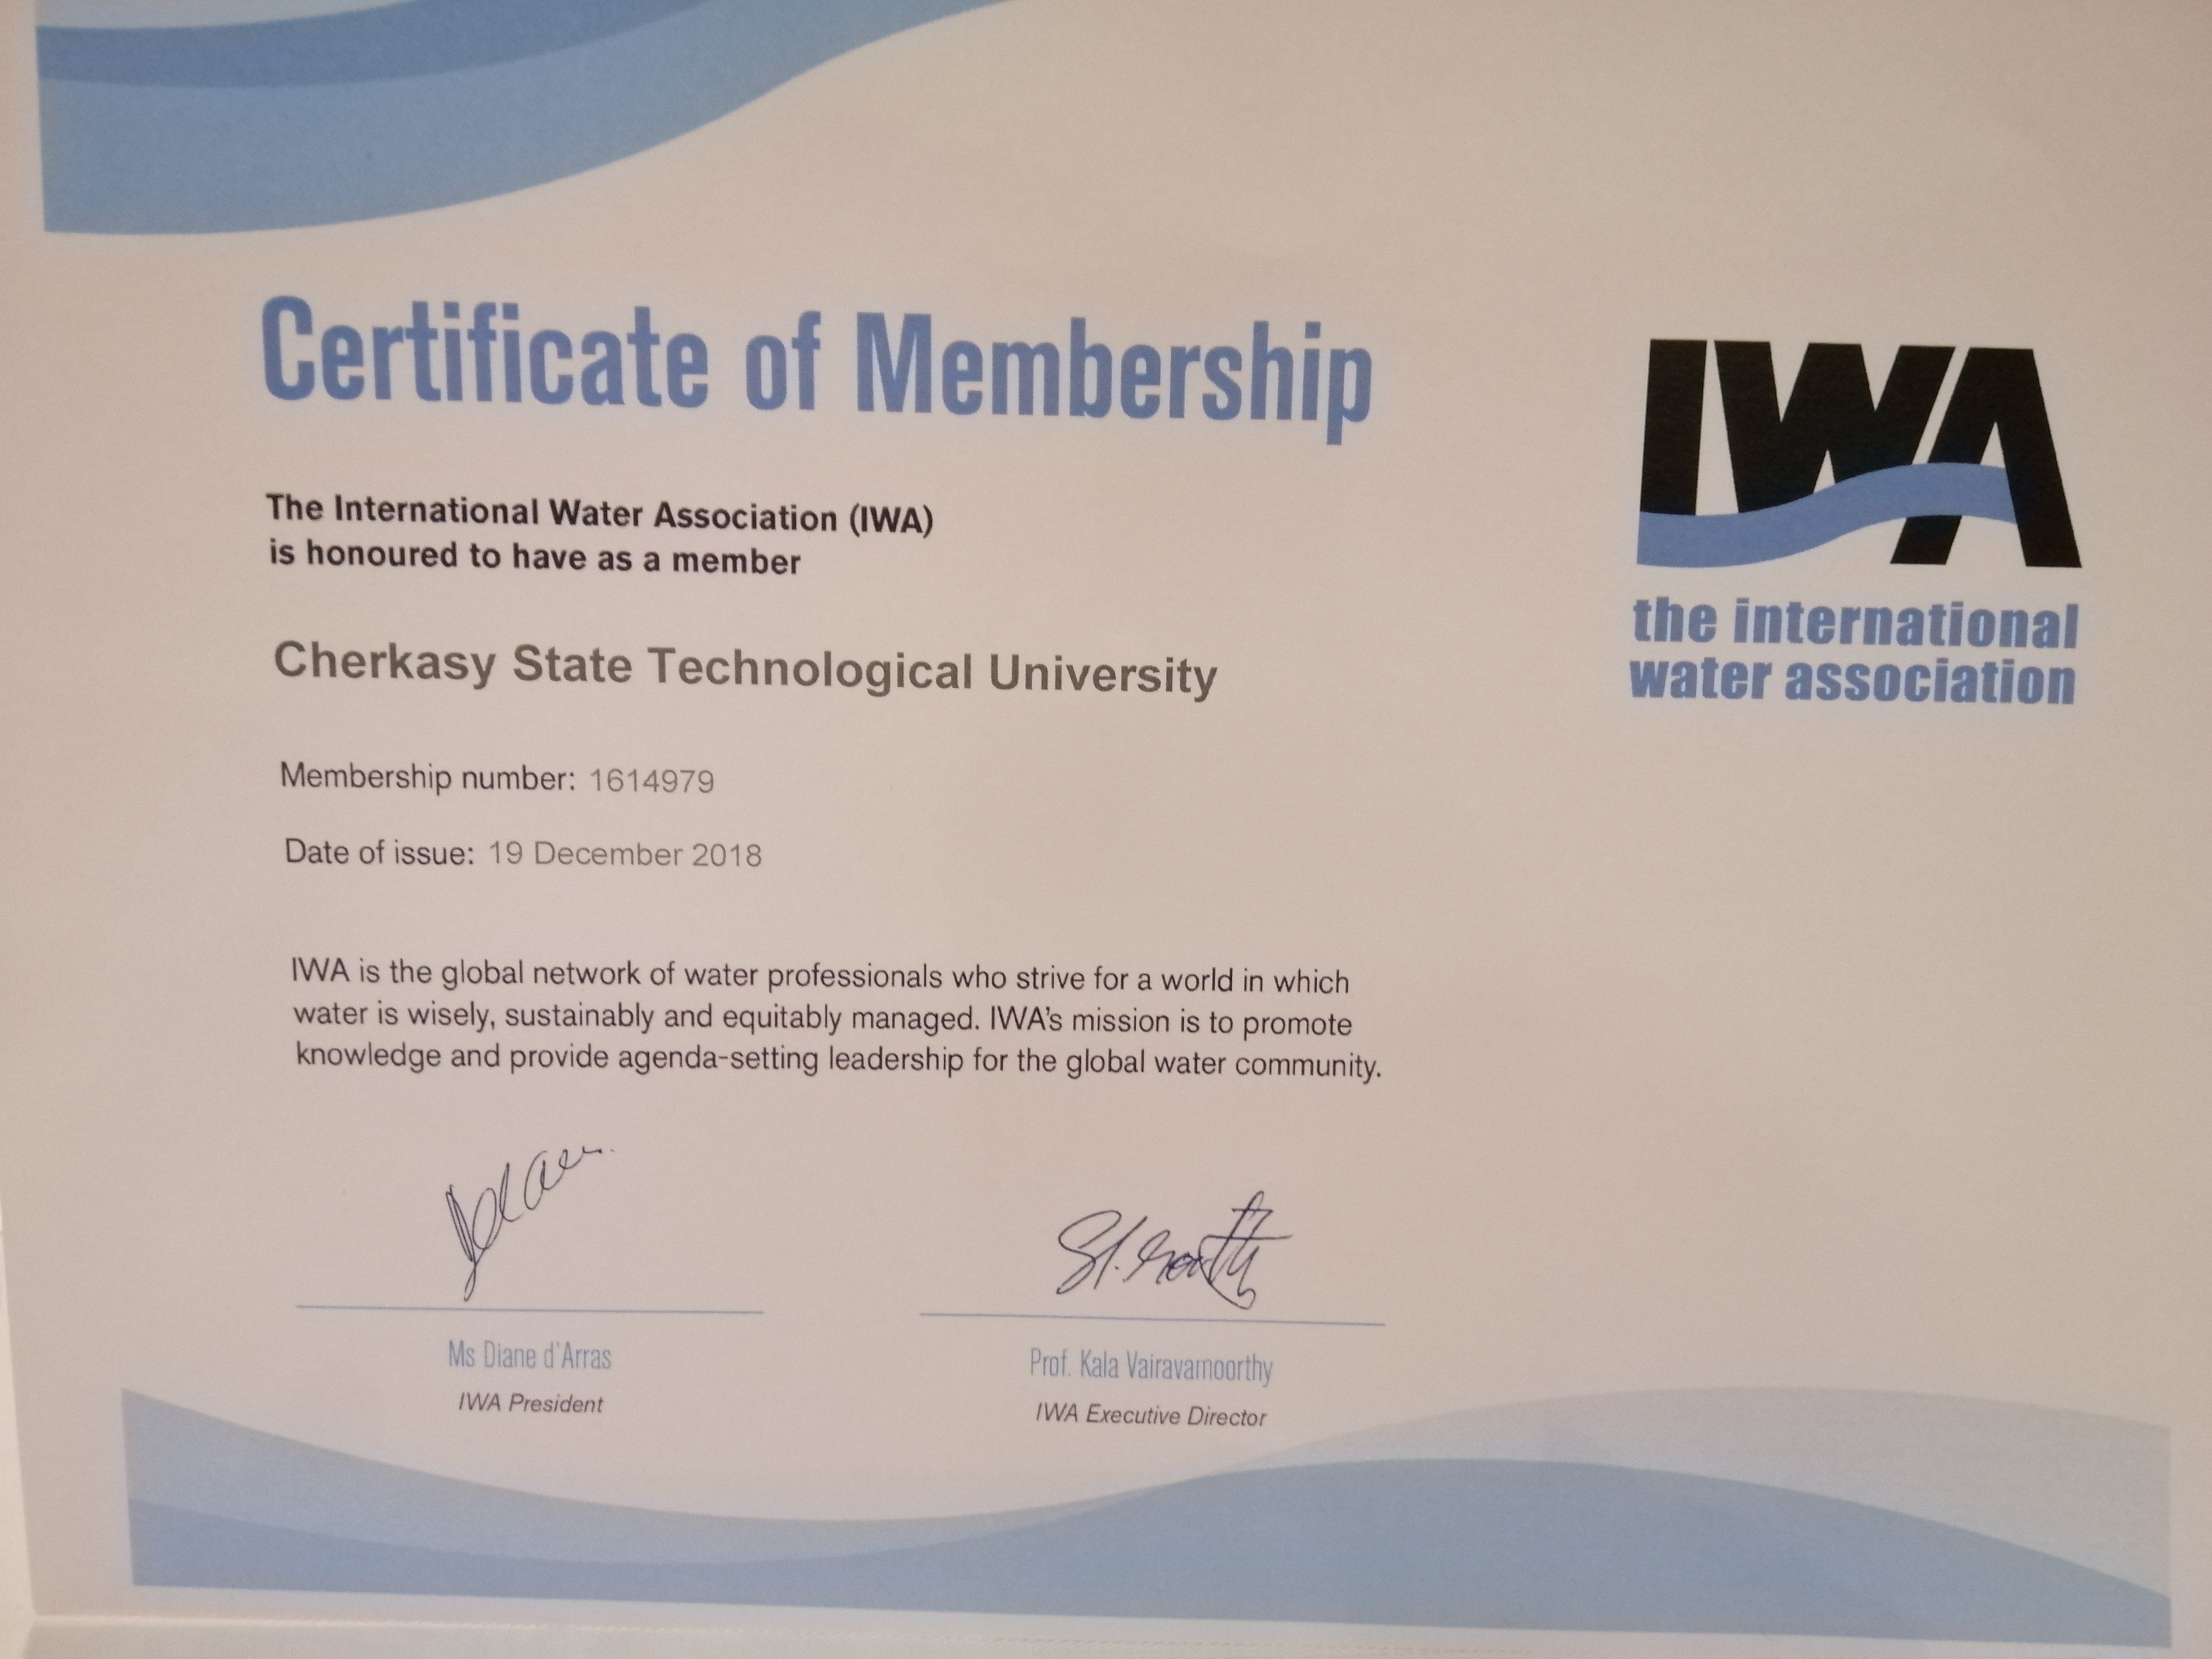 Certificate of Membership
IWA
the international
water association
The International Water Association (IWA)
is honoured to have as a member
Cherkasy State Technological University
Membership number: 1614979
Date of issue: 19 December 2018
IWA is the global network of water professionals who strive for a world in which
water is wisely, sustainably and equitably managed. IWA's mission is to promote
knowledge and provide agenda-setting leadership for the global water community.
Ms Diane d'Arras
IWA President
Prof. Kala Vairavamoorthy
IWA Executive Director